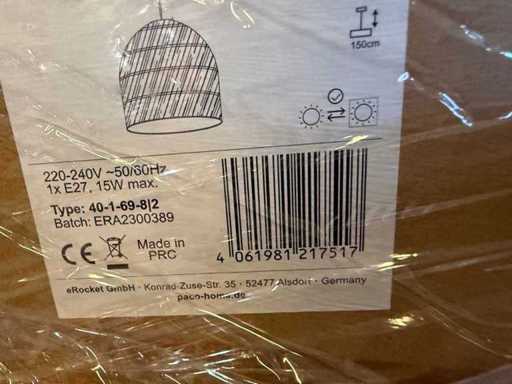 150cm
220-240V ~50/60Hz
1x E27, 15W max.
Type: 40-1-69-8|2
Batch: ERA2300389
CE
Made in
PRC
4 061981 217517
eRocket GmbH · Konrad-Zuse-Str. 35 · 52477 Alsdorf · Germany
paco-home.de